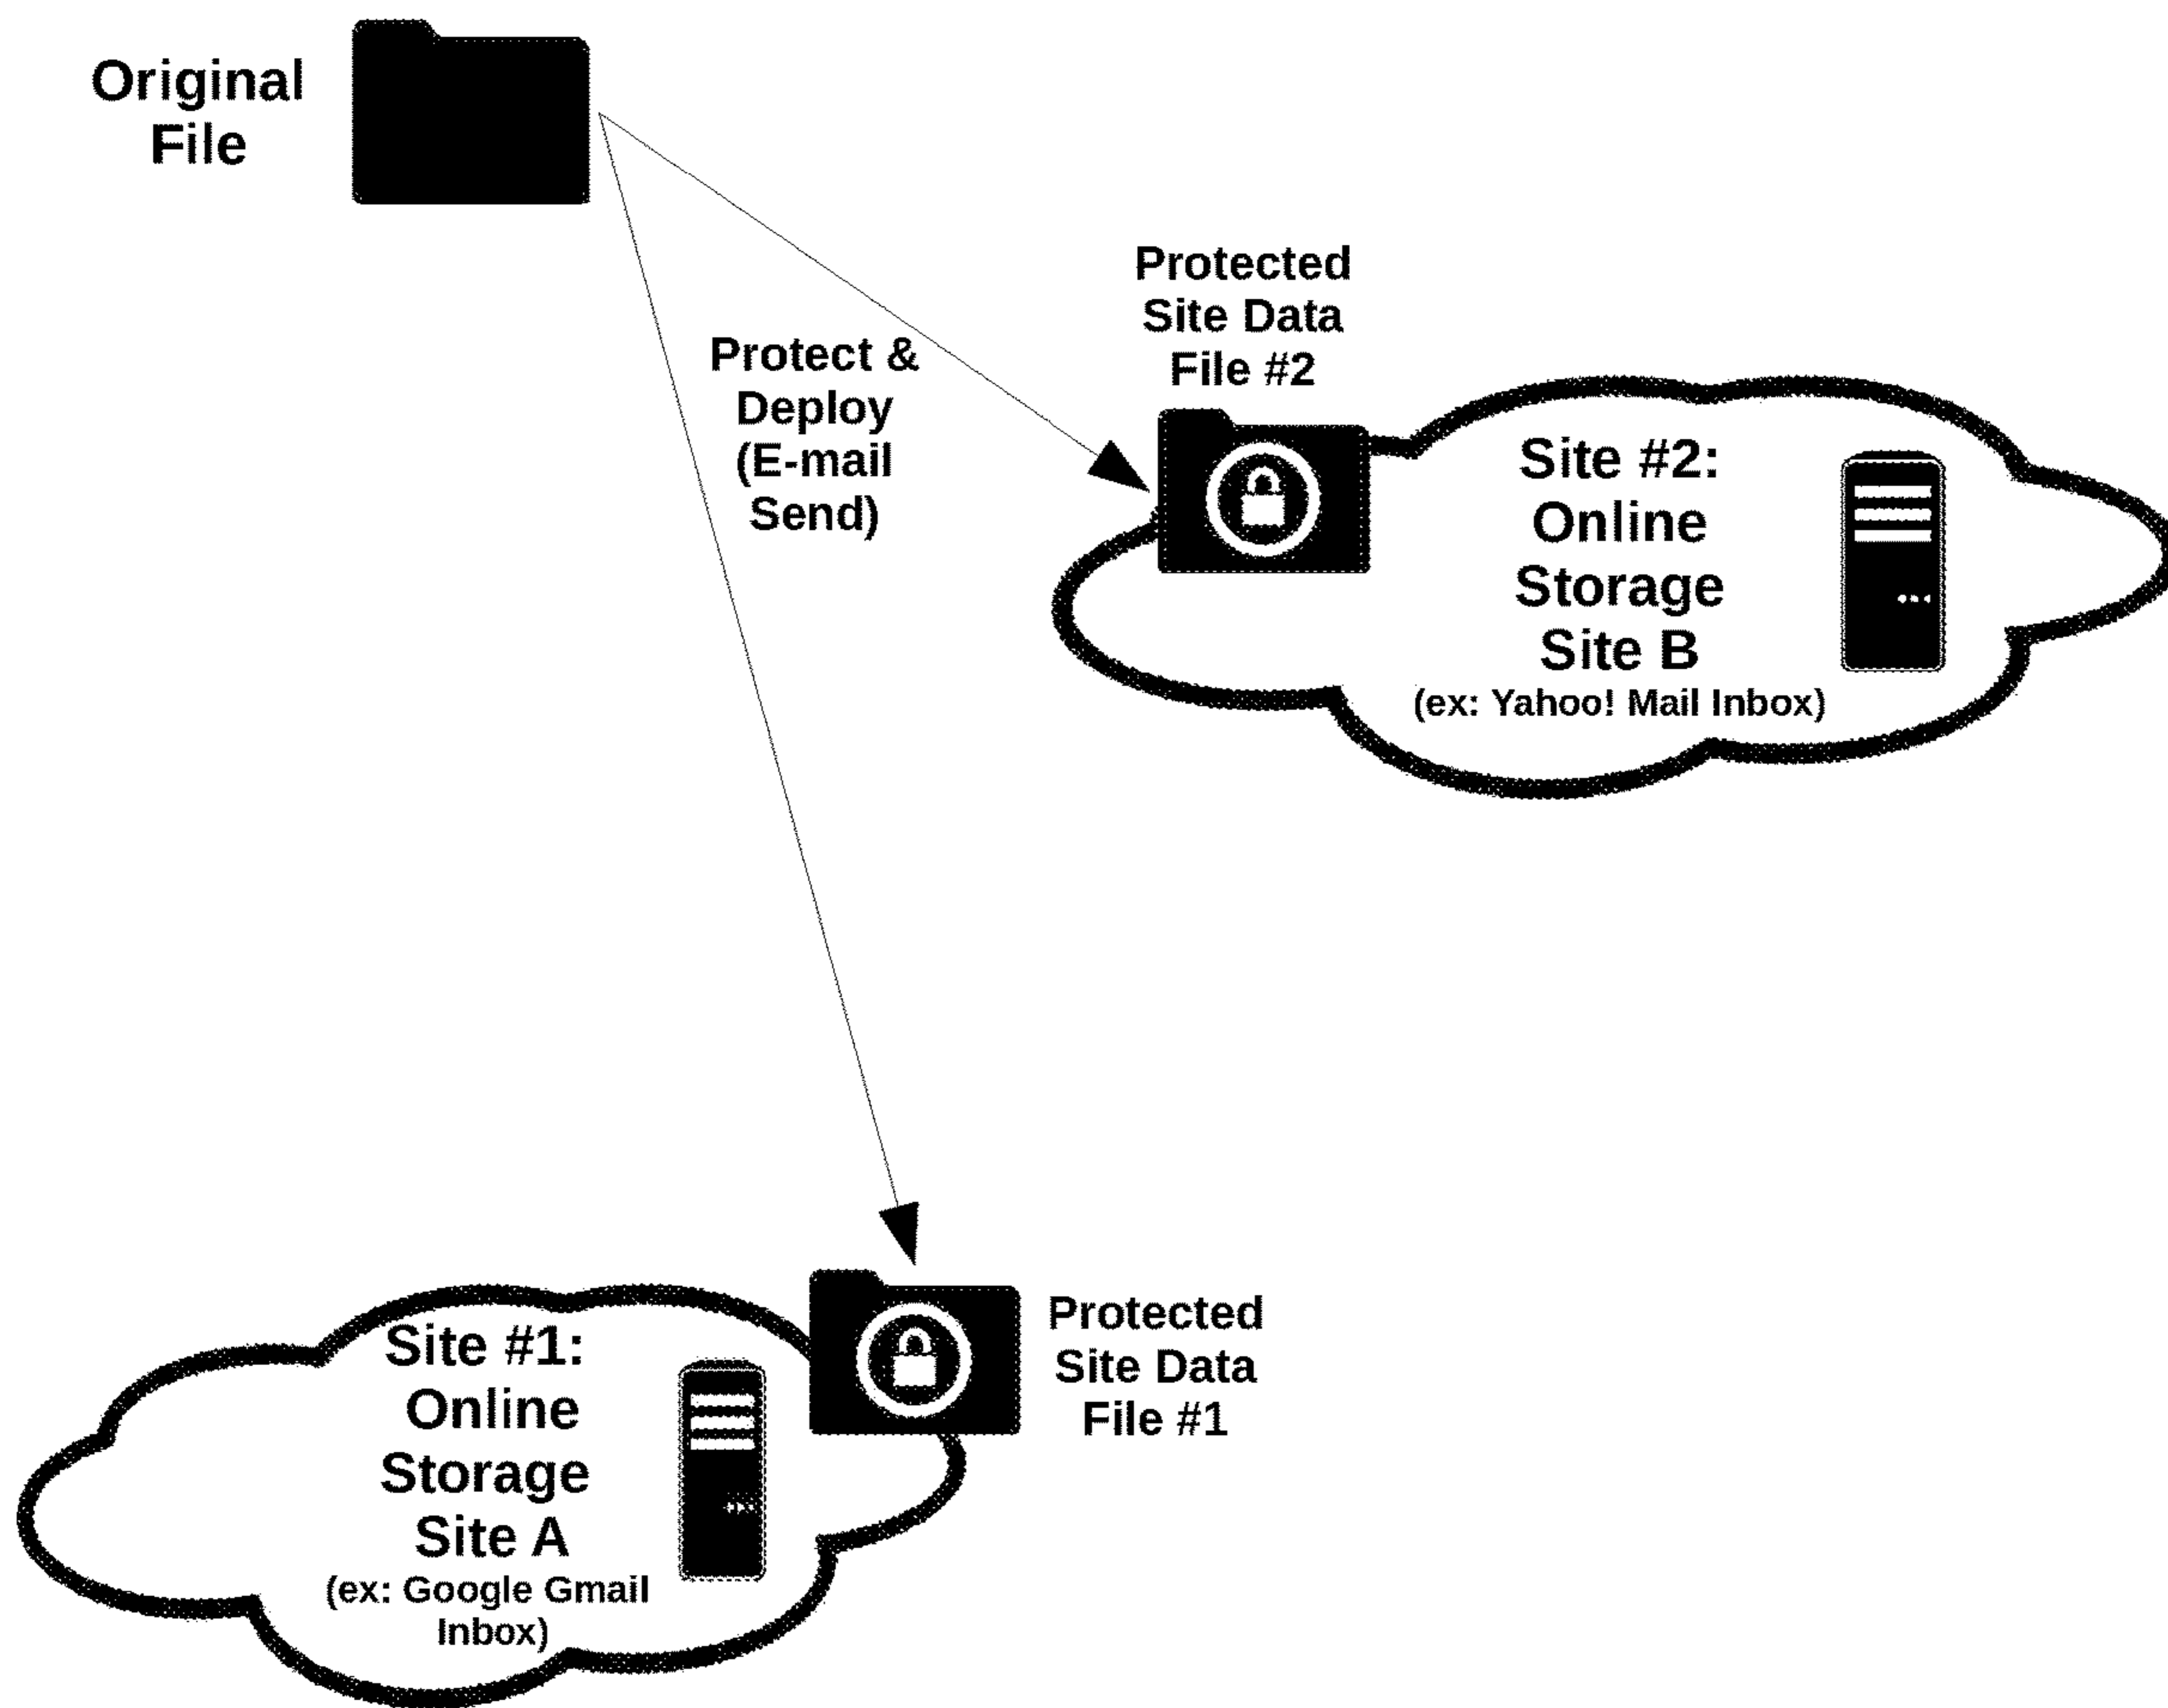 Original
File
Protect &
Deploy
(E-mail
Send)
Protected
Site Data
File #2
Site #2:
Online
Storage
Site B
(ex: Yahoo! Mail Inbox)
Site #1:
Online
Storage
Site A
(ex: Google Gmail
Inbox)
Protected
Site Data
File #1